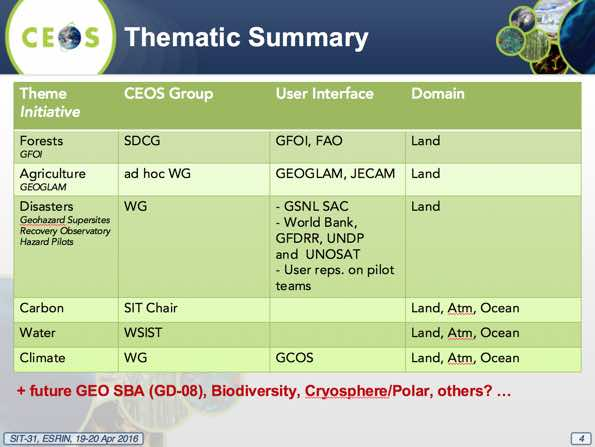 CEOS
Thematic Summary
Theme
Initiative
CEOS Group
User Interface
Domain
Forests
GFOI
SDCG
GFOI, FAO
Land
Agriculture
GEOGLAM
ad hoc WG
GEOGLAM, JECAM
Land
Disasters
Geohazard Supersites
Recovery Observatory
Hazard Pilots
WG
- GSNL SAC
- World Bank,
GFDRR, UNDP
and UNOSAT
- User reps. on pilot
teams
Land
Carbon
SIT Chair
Land, Atm, Ocean
Water
WSIST
Land, Atm, Ocean
Climate
WG
GCOS
Land, Atm, Ocean
+ future GEO SBA (GD-08), Biodiversity, Cryosphere/Polar, others? …
SIT-31, ESRIN, 19-20 Apr 2016
4